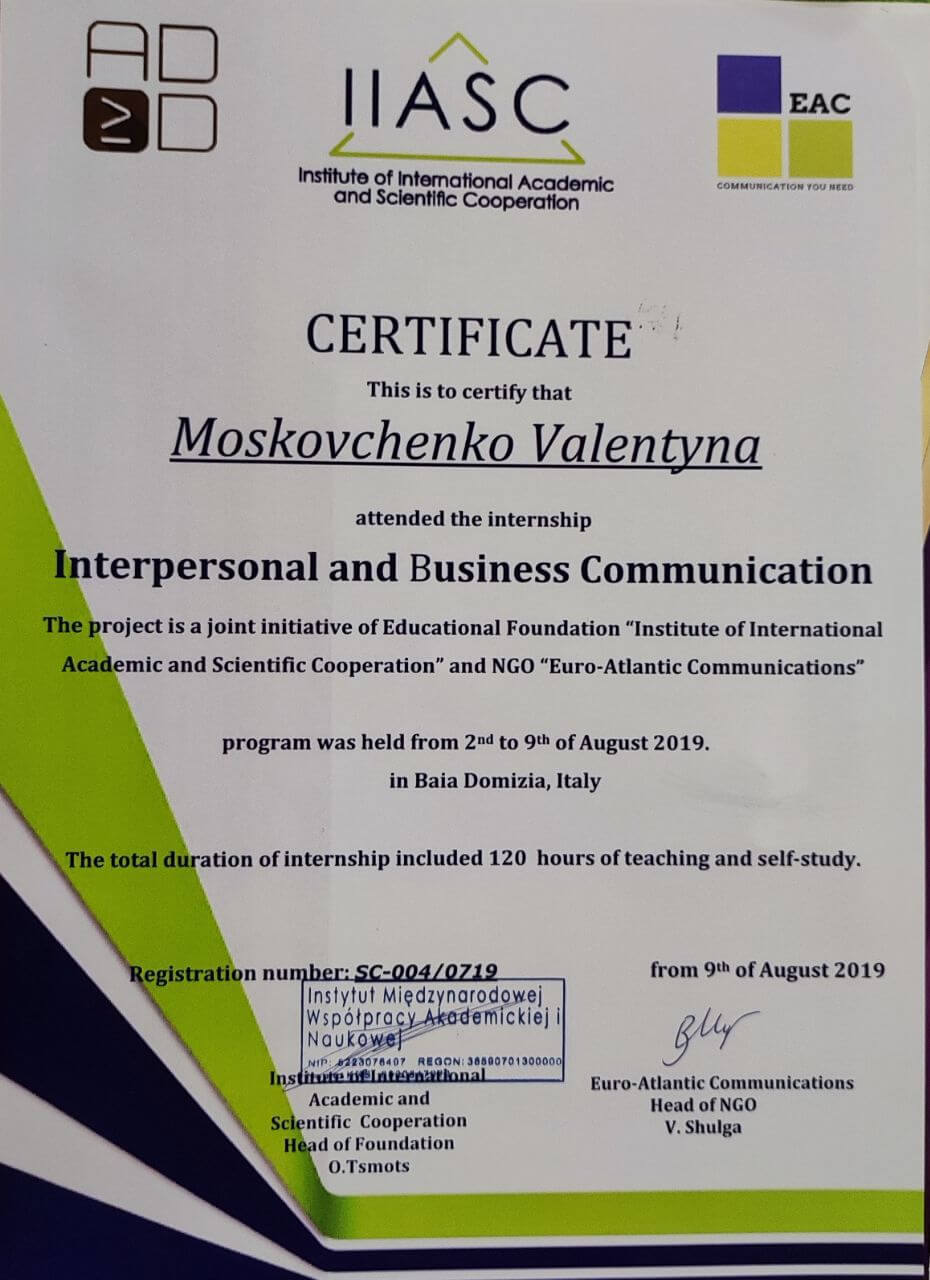 AD
≥D
IIASC
Institute of International Academic
and Scientific Cooperation
EAC
COMMUNICATION YOU NEED
CERTIFICATE
This is to certify that
Moskovchenko Valentyna
attended the internship
Interpersonal and Business Communication
The project is a joint initiative of Educational Foundation “Institute of International
Academic and Scientific Cooperation” and NGO “Euro-Atlantic Communications”
program was held from 2nd to 9th of August 2019.
in Baia Domizia, Italy
The total duration of internship included 120 hours of teaching and self-study.
Registration number: SC-004/0719
from 9th of August 2019
Instytut Międzynarodowej
Współpracy Akademickiej i
Naukowej
NIP: REGON:
Institute of International
Academic and
Scientific Cooperation
Head of Foundation
O.Tsmots
Euro-Atlantic Communications
Head of NGO
V. Shulga